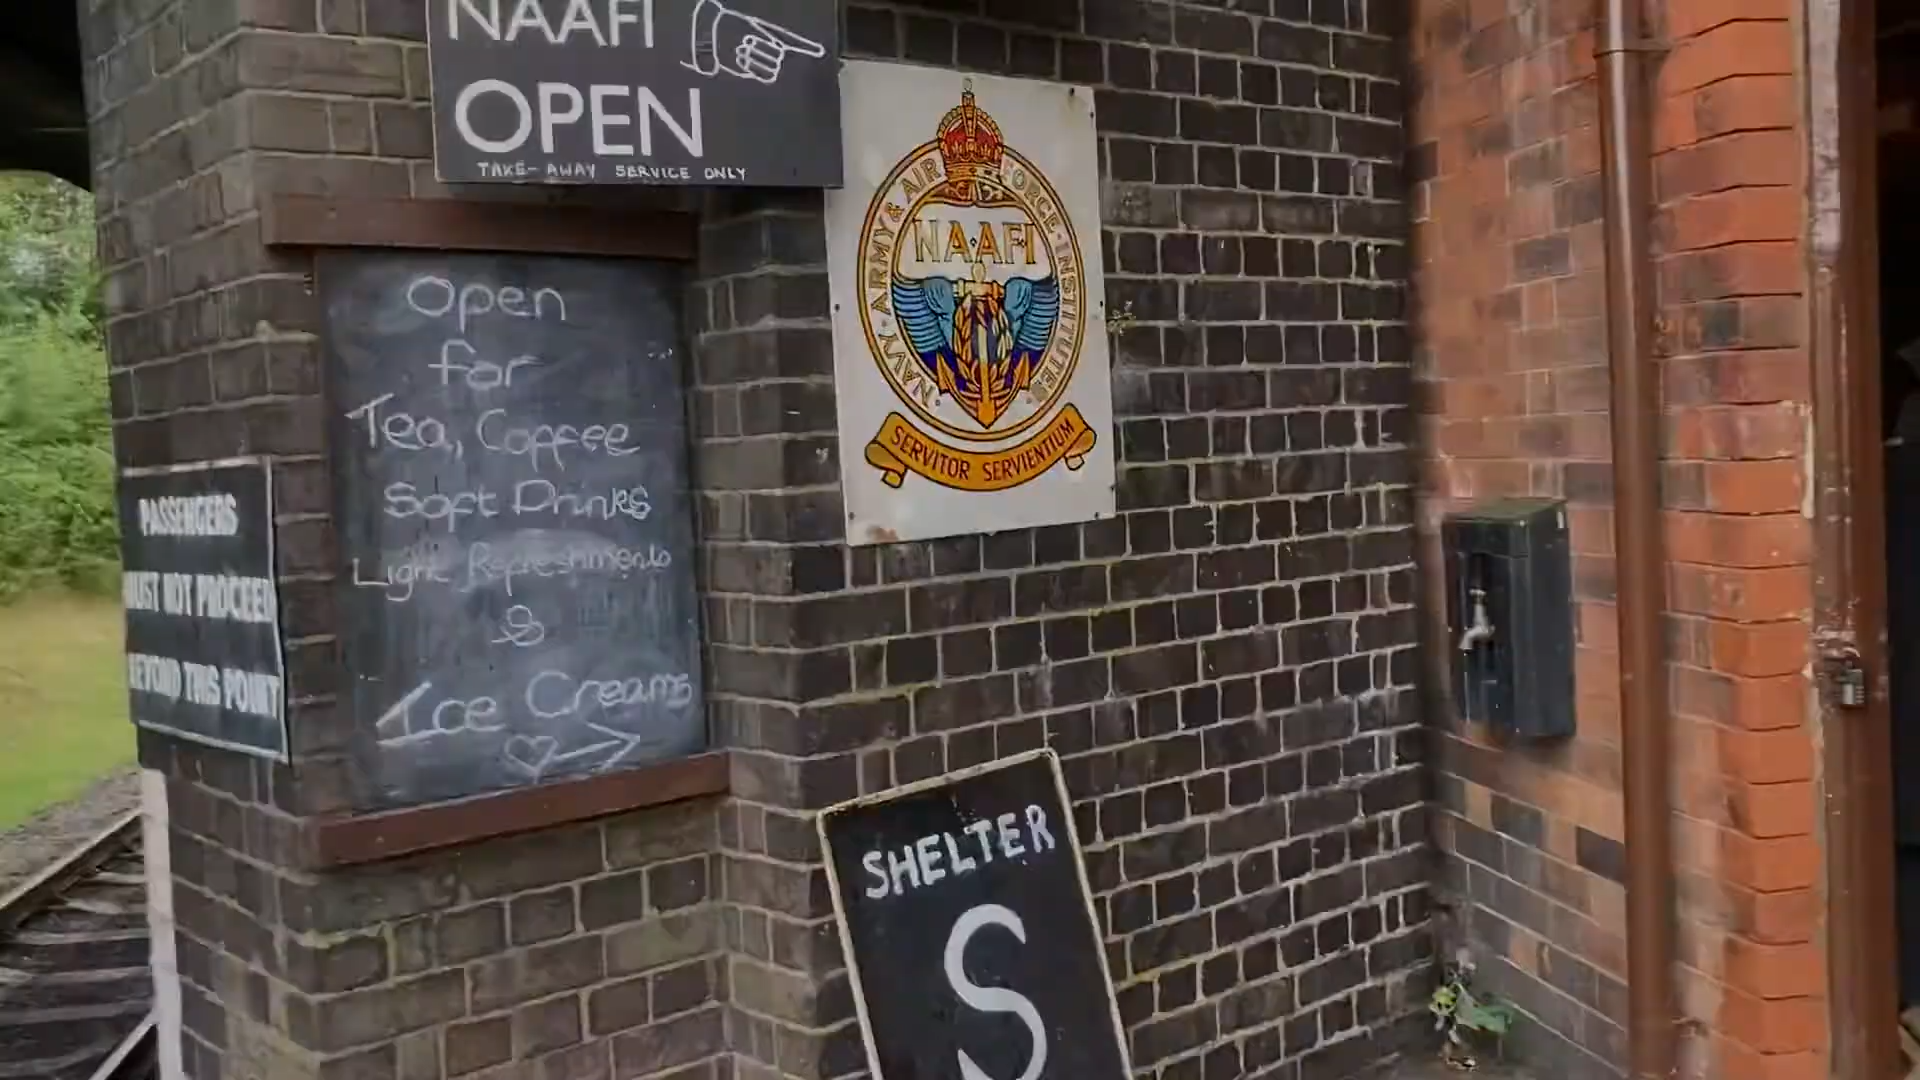 NAAFI
OPEN
TAKE-AWAY SERVICE ONLY
Open
for
Tea, Coffee
Soft Drinks
Light Refreshments
&
Ice Creams
PASSENGERS
MUST NOT PROCEED
BEYOND THIS POINT
NAVY·ARMY & AIR FORCE·INSTITUTES
N·A·A·F·I
SERVITOR SERVIENTIUM
SHELTER
S